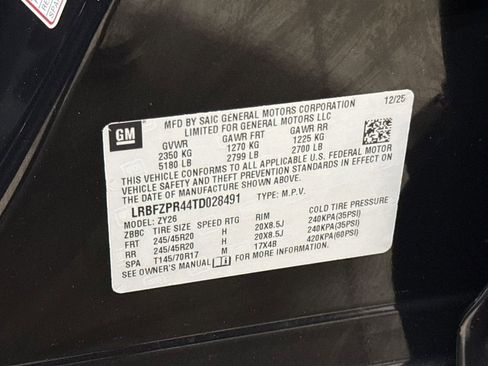 12/25
MFD BY SAIC GENERAL MOTORS CORPORATION
LIMITED FOR GENERAL MOTORS LLC
GM
GVWR GAWR FRT GAWR RR
2350 KG 1270 KG 1225 KG
5180 LB 2799 LB 2700 LB
THIS VEHICLE CONFORMS TO ALL APPLICABLE U.S. FEDERAL MOTOR
VEHICLE SAFETY AND THEFT PREVENTION STANDARDS IN EFFECT ON
THE DATE OF MANUFACTURE SHOWN ABOVE.
LRBFZPR44TD028491 TYPE: M.P.V.
MODEL: ZY26
ZBBC TIRE SIZE SPEED RTG RIM COLD TIRE PRESSURE
FRT 245/45R20 H 20X8.5J 240KPA(35PSI)
RR 245/45R20 H 20X8.5J 240KPA(35PSI)
SPA T145/70R17 M 17X4B 420KPA(60PSI)
SEE OWNER'S MANUAL FOR MORE INFORMATION.